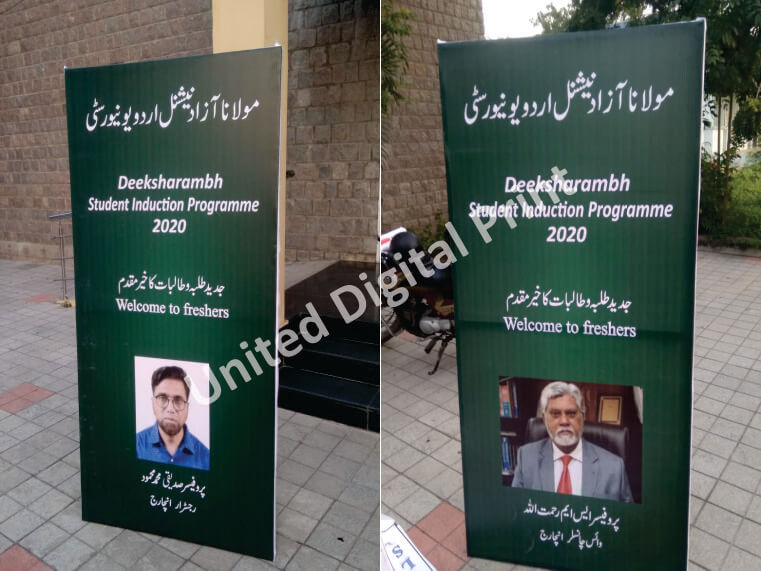 مولانا آزاد نیشنل اردو یونیورسٹی
Deeksharambh
Student Induction Programme
2020
جدید طلبہ و طالبات کا خیر مقدم
Welcome to freshers
پروفیسر صدیقی محمد محمود
رجسٹرار انچارج
مولانا آزاد نیشنل اردو یونیورسٹی
Deeksharambh
Student Induction Programme
2020
جدید طلبہ و طالبات کا خیر مقدم
Welcome to freshers
پروفیسر ایس ایم رحمت اللہ
وائس چانسلر انچارج
United Digital Print